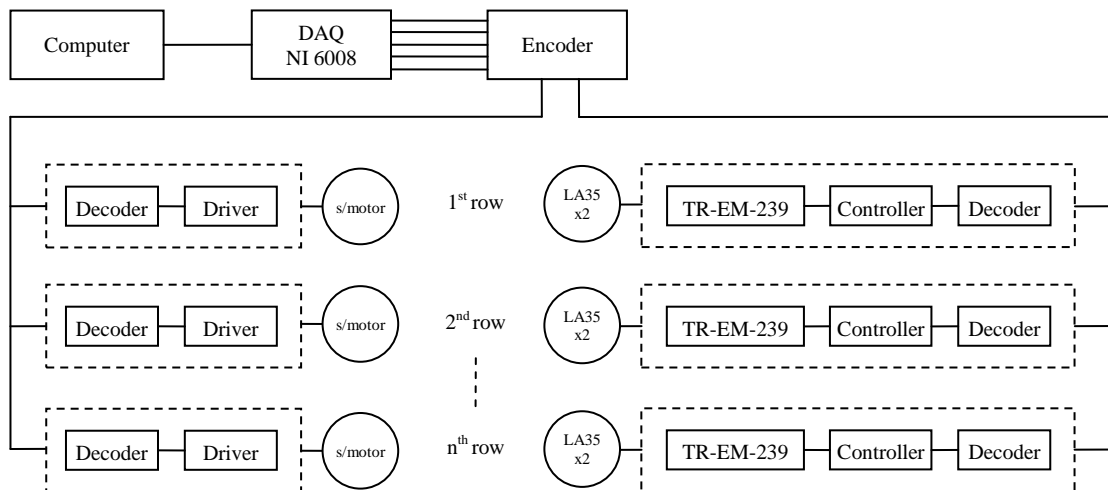 Computer
DAQ
NI 6008
Encoder
Decoder
Driver
s/motor
1st row
LA35
x2
TR-EM-239
Controller
Decoder
Decoder
Driver
s/motor
2nd row
LA35
x2
TR-EM-239
Controller
Decoder
Decoder
Driver
s/motor
nth row
LA35
x2
TR-EM-239
Controller
Decoder